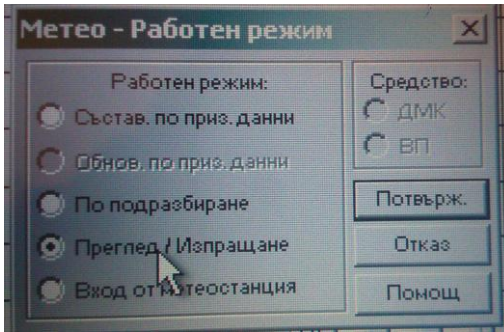 Метео - Работен режим
Работен режим:
Състав. по приз. данни
Обнов. по приз. данни
По подразбиране
Преглед / Изпращане
Вход от метеостанция
Средство:
ДМК
ВП
Потвърж.
Отказ
Помощ